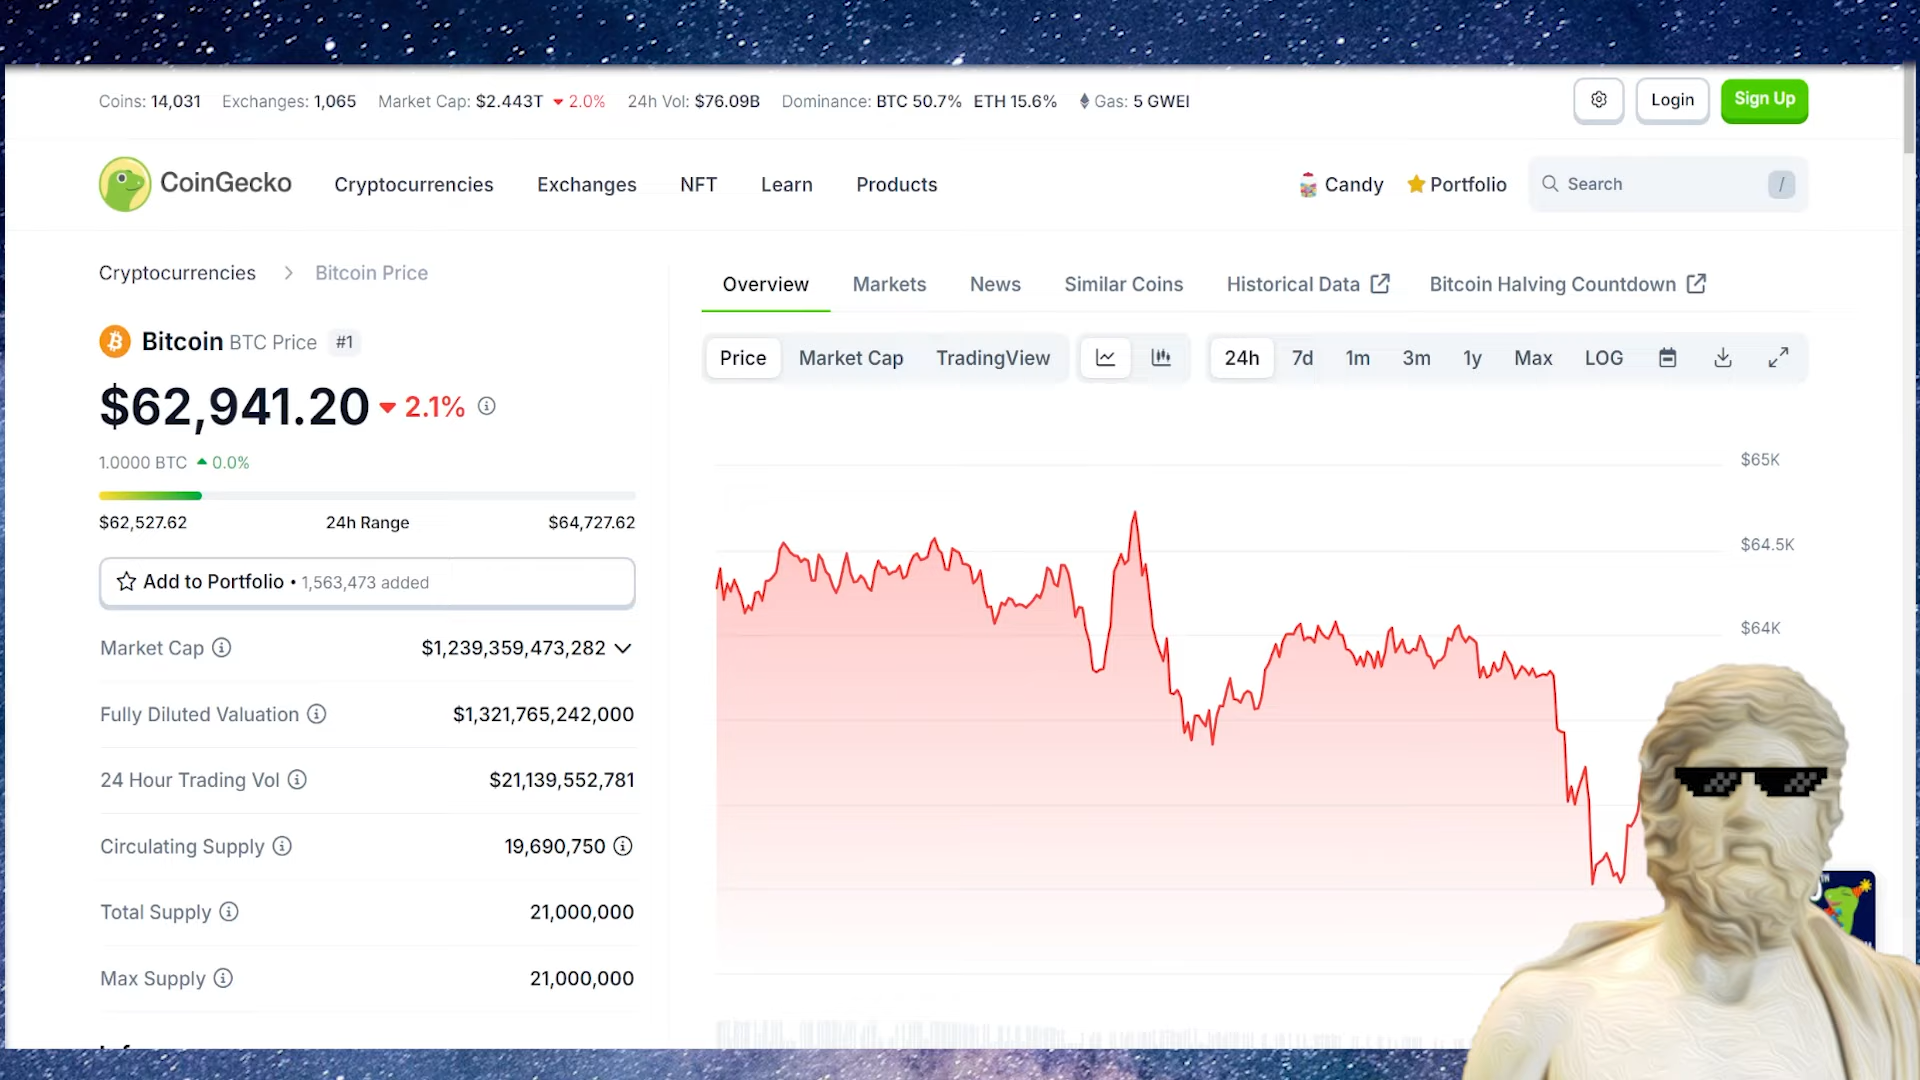 Coins: 14,031 Exchanges: 1,065 Market Cap: $2.443T 2.0% 24h Vol: $76.09B Dominance: BTC 50.7% ETH 15.6% Gas: 5 GWEI
Login
Sign Up
CoinGecko
Cryptocurrencies Exchanges NFT Learn Products
Candy Portfolio
Search /
Cryptocurrencies > Bitcoin Price
Bitcoin BTC Price #1
$62,941.20 2.1%
1.0000 BTC 0.0%
$62,527.62 24h Range $64,727.62
Add to Portfolio • 1,563,473 added
Market Cap $1,239,359,473,282
Fully Diluted Valuation $1,321,765,242,000
24 Hour Trading Vol $21,139,552,781
Circulating Supply 19,690,750
Total Supply 21,000,000
Max Supply 21,000,000
Overview Markets News Similar Coins Historical Data Bitcoin Halving Countdown
Price Market Cap TradingView
24h 7d 1m 3m 1y Max LOG
$65K
$64.5K
$64K